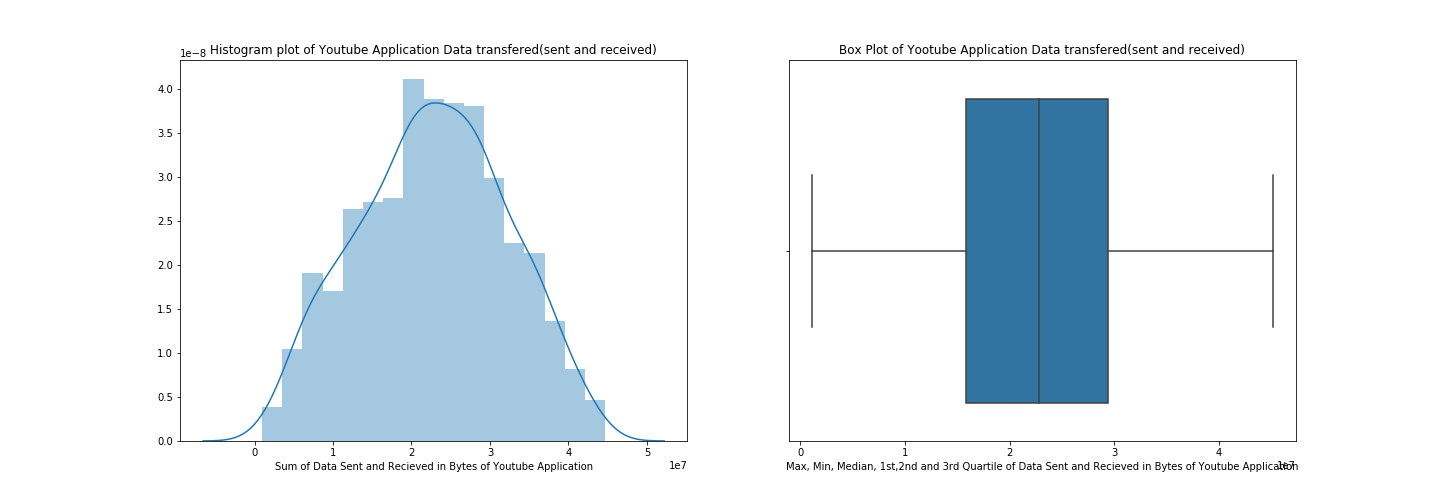 Histogram plot of Youtube Application Data transfered(sent and received)
1e−8
4.0
3.5
3.0
2.5
2.0
1.5
1.0
0.5
0.0
0 1 2 3 4 5
1e7
Sum of Data Sent and Recieved in Bytes of Youtube Application
Box Plot of Yootube Application Data transfered(sent and received)
0 1 2 3 4
1e7
Max, Min, Median, 1st,2nd and 3rd Quartile of Data Sent and Recieved in Bytes of Youtube Application